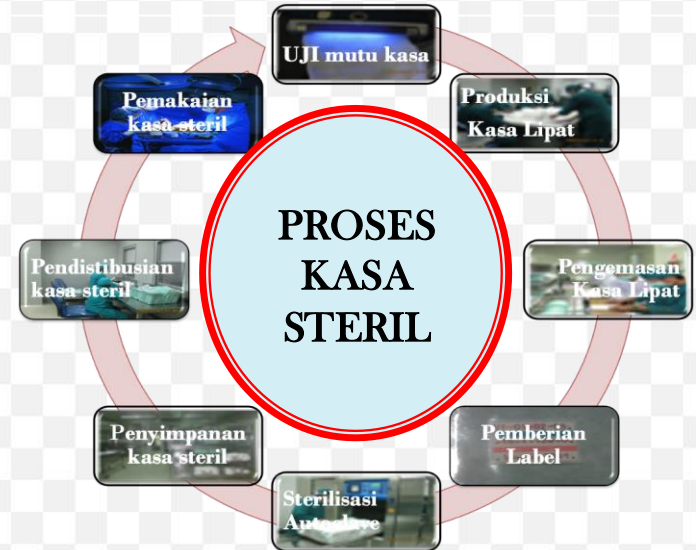 UJI mutu kasa
Produksi
Kasa Lipat
Pengemasan
Kasa Lipat
Pemberian
Label
Sterilisasi
Autoclave
Penyimpanan
kasa steril
Pendistibusian
kasa steril
Pemakaian
kasa steril
PROSES
KASA
STERIL